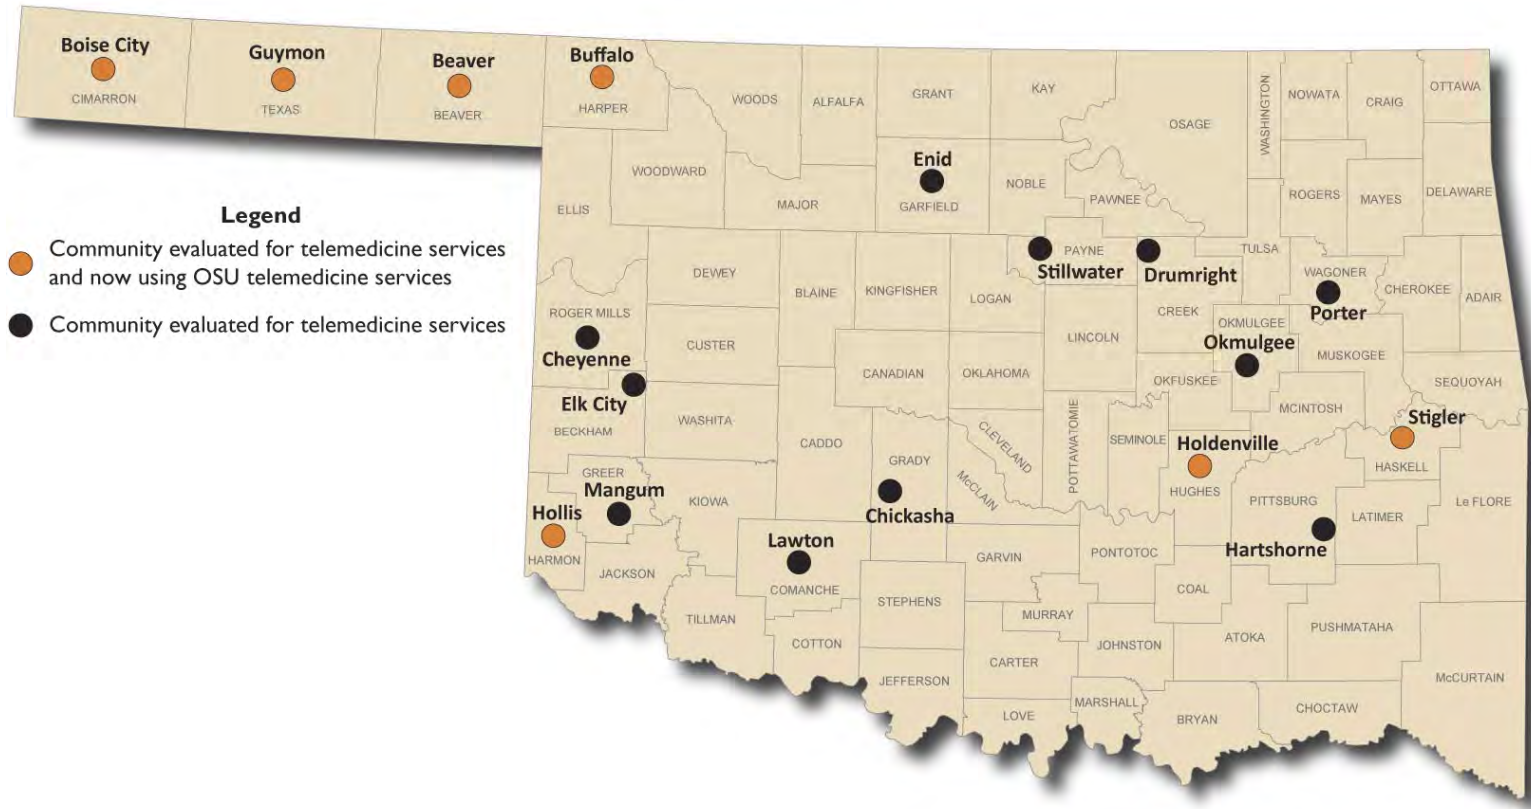 Boise City
Guymon
Beaver
Buffalo
CIMARRON
TEXAS
BEAVER
HARPER
WOODS
ALFALFA
GRANT
KAY
OSAGE
WASHINGTON
NOWATA
CRAIG
OTTAWA
WOODWARD
ELLIS
MAJOR
Enid
GARFIELD
NOBLE
PAWNEE
ROGERS
MAYES
DELAWARE
Legend
Community evaluated for telemedicine services
and now using OSU telemedicine services
Community evaluated for telemedicine services
DEWEY
BLAINE
KINGFISHER
LOGAN
PAYNE
Stillwater
Drumright
TULSA
WAGONER
Porter
CHEROKEE
ADAIR
ROGER MILLS
Cheyenne
CUSTER
CANADIAN
OKLAHOMA
LINCOLN
CREEK
OKMULGEE
Okmulgee
MUSKOGEE
OKFUSKEE
SEQUOYAH
Elk City
BECKHAM
WASHITA
CADDO
GRADY
CLEVELAND
McCLAIN
POTTAWATOMIE
SEMINOLE
MCINTOSH
Stigler
HASKELL
Holdenville
HUGHES
PITTSBURG
LATIMER
Le FLORE
GREER
Mangum
KIOWA
Hollis
HARMON
JACKSON
Chickasha
Lawton
COMANCHE
GARVIN
PONTOTOC
Hartshorne
COAL
STEPHENS
TILLMAN
COTTON
MURRAY
JOHNSTON
ATOKA
PUSHMATAHA
JEFFERSON
CARTER
LOVE
MARSHALL
BRYAN
CHOCTAW
McCURTAIN